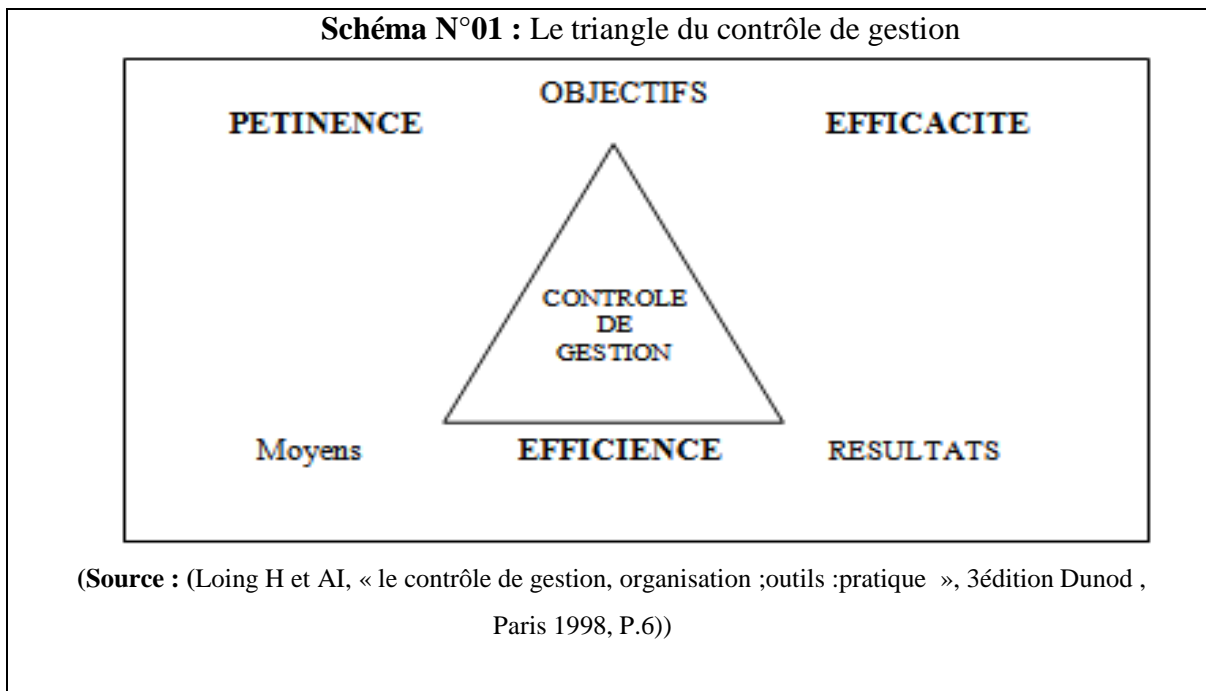 Schéma N°01 : Le triangle du contrôle de gestion
OBJECTIFS
PETINENCE
EFFICACITE
CONTROLE
DE
GESTION
Moyens
EFFICIENCE
RESULTATS
(Source : (Loing H et AI, « le contrôle de gestion, organisation ;outils :pratique  », 3édition Dunod ,
Paris 1998, P.6))